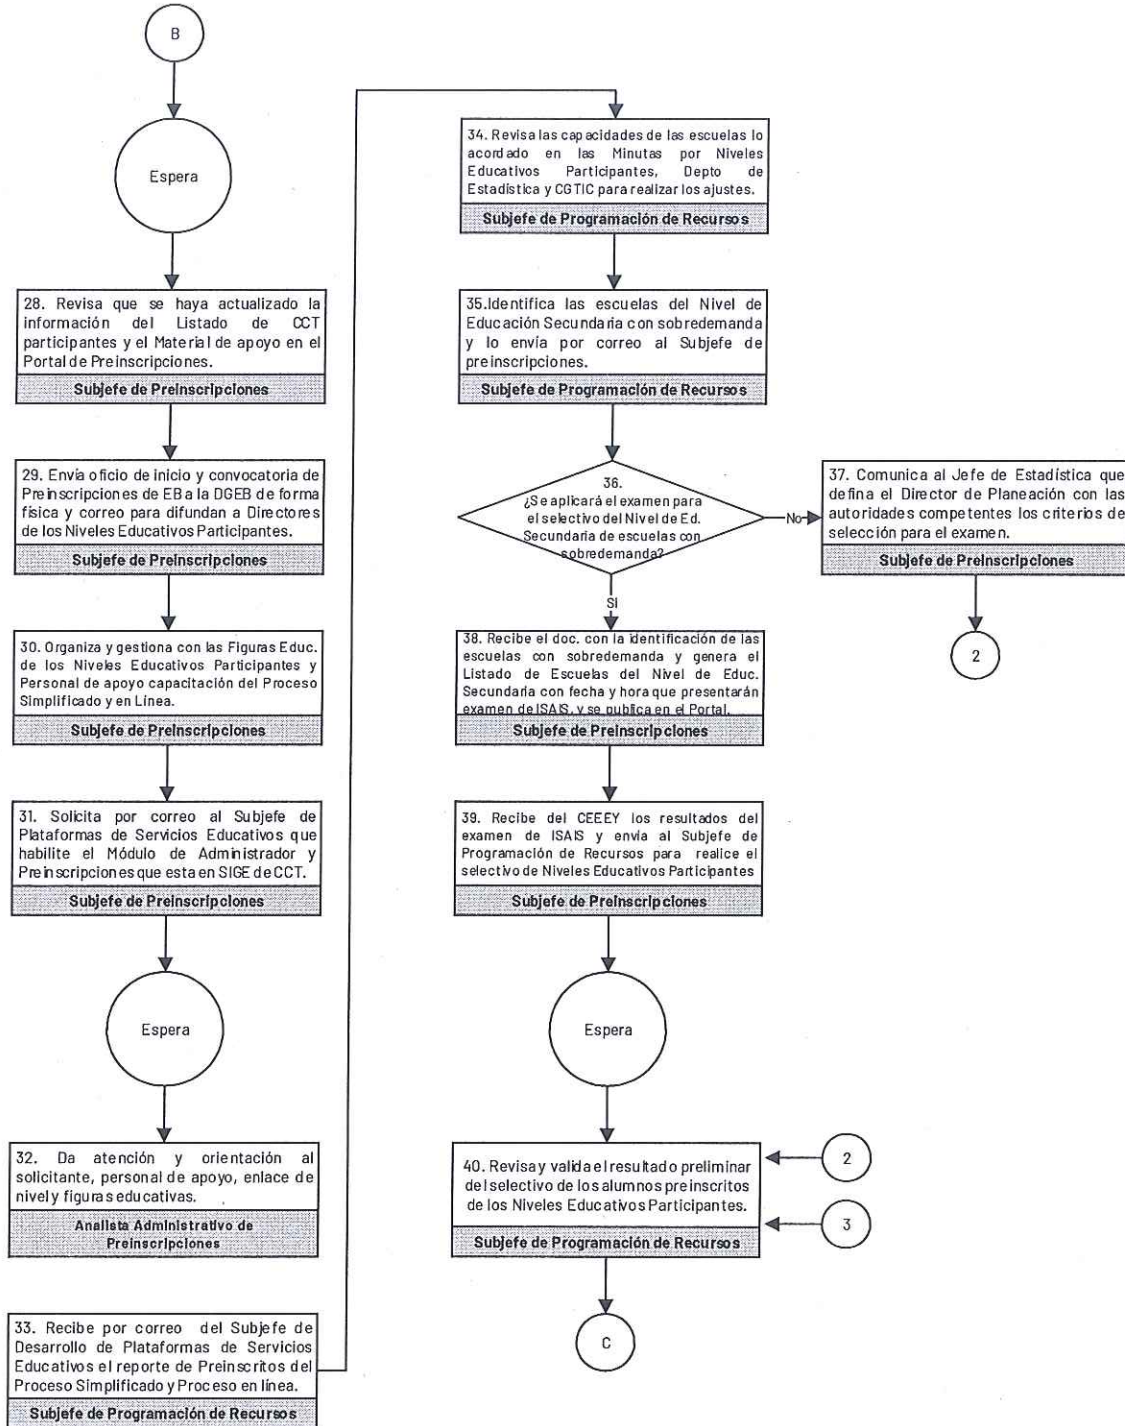 B
Espera
28. Revisa que se haya actualizado la
información del Listado de CCT
participantes y el Material de apoyo en el
Portal de Preinscripciones.
Subjefe de Preinscripciones
29. Envía oficio de inicio y convocatoria de
Preinscripciones de EB a la DGEB de forma
física y correo para difundan a Directores
de los Niveles Educativos Participantes.
Subjefe de Preinscripciones
30. Organiza y gestiona con las Figuras Educ.
de los Niveles Educativos Participantes y
Personal de apoyo capacitación del Proceso
Simplificado y en Línea.
Subjefe de Preinscripciones
31. Solicita por correo al Subjefe de
Plataformas de Servicios Educativos que
habilite el Módulo de Administrador y
Preinscripciones que esta en SIGE de CCT.
Subjefe de Preinscripciones
Espera
32. Da atención y orientación al
solicitante, personal de apoyo, enlace de
nivel y figuras educativas.
Analista Administrativo de
Preinscripciones
33. Recibe por correo del Subjefe de
Desarrollo de Plataformas de Servicios
Educativos el reporte de Preinscritos del
Proceso Simplificado y Proceso en línea.
Subjefe de Programación de Recursos
34. Revisa las capacidades de las escuelas lo
acordado en las Minutas por Niveles
Educativos Participantes, Depto de
Estadística y CGTIC para realizar los ajustes.
Subjefe de Programación de Recursos
35.Identifica las escuelas del Nivel de
Educación Secundaria con sobredemanda
y lo envía por correo al Subjefe de
preinscripciones.
Subjefe de Programación de Recursos
36.
¿Se aplicará el examen para
el selectivo del Nivel de Ed.
Secundaria de escuelas con
sobredemanda?
No
37. Comunica al Jefe de Estadística que
defina el Director de Planeación con las
autoridades competentes los criterios de
selección para el examen.
Subjefe de Preinscripciones
2
SI
38. Recibe el doc. con la identificación de las
escuelas con sobredemanda y genera el
Listado de Escuelas del Nivel de Educ.
Secundaria con fecha y hora que presentarán
examen de ISAIS, y se publica en el Portal.
Subjefe de Preinscripciones
39. Recibe del CEEEY los resultados del
examen de ISAIS y envía al Subjefe de
Programación de Recursos para realice el
selectivo de Niveles Educativos Participantes
Subjefe de Preinscripciones
Espera
40. Revisa y valida el resultado preliminar
del selectivo de los alumnos preinscritos
de los Niveles Educativos Participantes.
Subjefe de Programación de Recursos
2
3
C